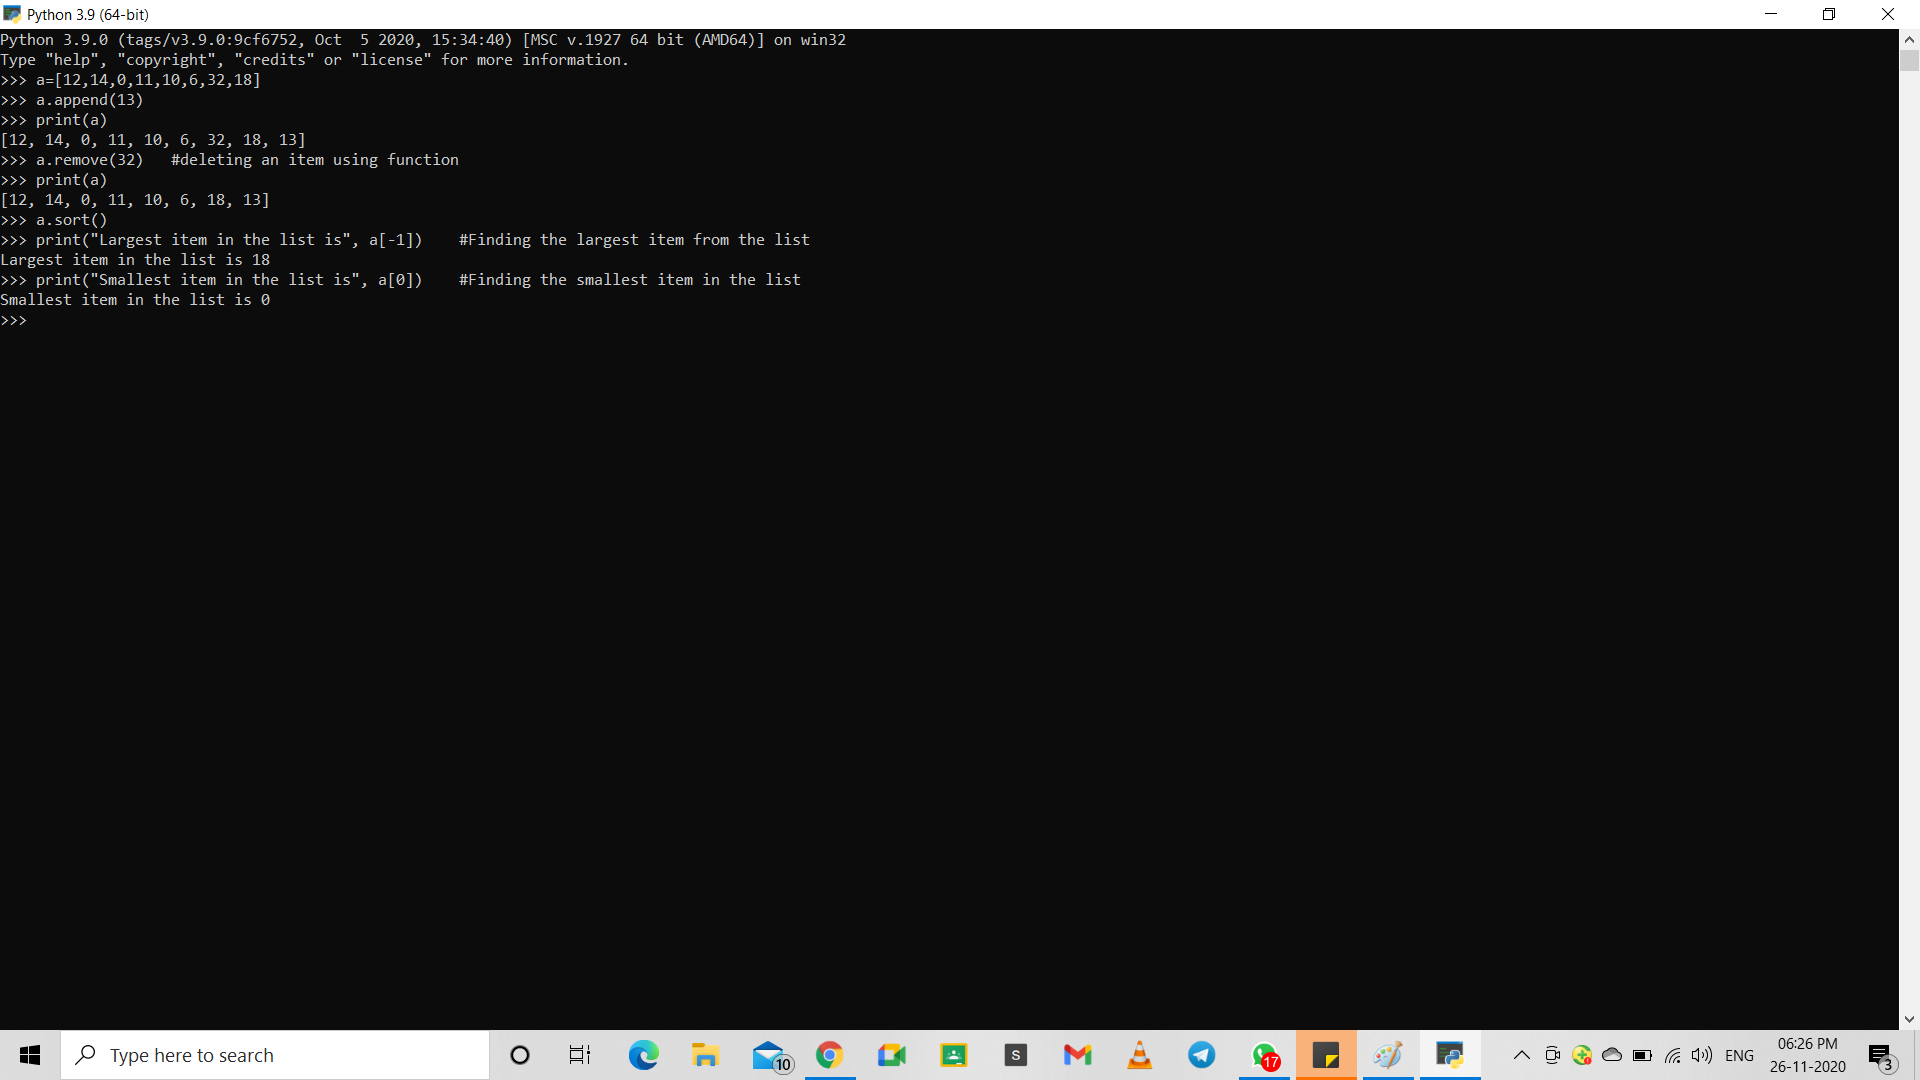 Python 3.9 (64-bit)
Python 3.9.0 (tags/v3.9.0:9cf6752, Oct  5 2020, 15:34:40) [MSC v.1927 64 bit (AMD64)] on win32
Type "help", "copyright", "credits" or "license" for more information.
>>> a=[12,14,0,11,10,6,32,18]
>>> a.append(13)
>>> print(a)
[12, 14, 0, 11, 10, 6, 32, 18, 13]
>>> a.remove(32)   #deleting an item using function
>>> print(a)
[12, 14, 0, 11, 10, 6, 18, 13]
>>> a.sort()
>>> print("Largest item in the list is", a[-1])    #Finding the largest item from the list
Largest item in the list is 18
>>> print("Smallest item in the list is", a[0])    #Finding the smallest item in the list
Smallest item in the list is 0
>>>
Type here to search
10
S
17
ENG
06:26 PM
26-11-2020
3